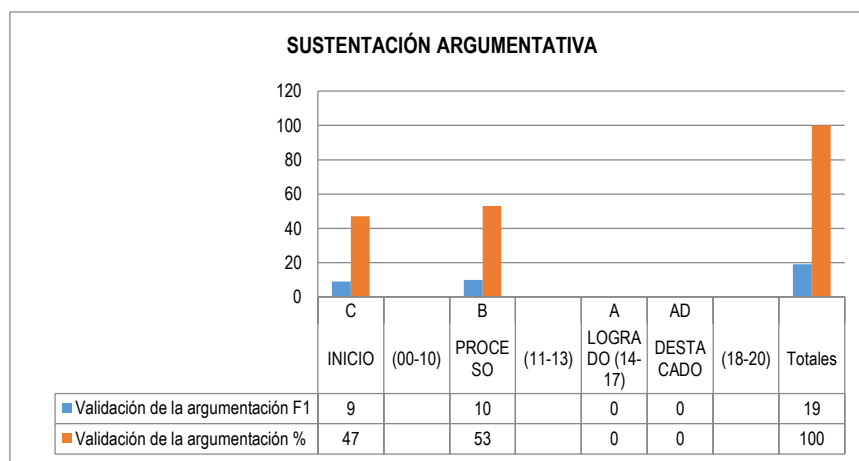 SUSTENTACIÓN ARGUMENTATIVA
120
100
80
60
40
20
0
C B A AD
INICIO (00-10) PROCE
SO (11-13) LOGRA
DO (14-
17) DESTA
CADO (18-20) Totales
Validación de la argumentación F1 9 10 0 0 19
Validación de la argumentación % 47 53 0 0 100